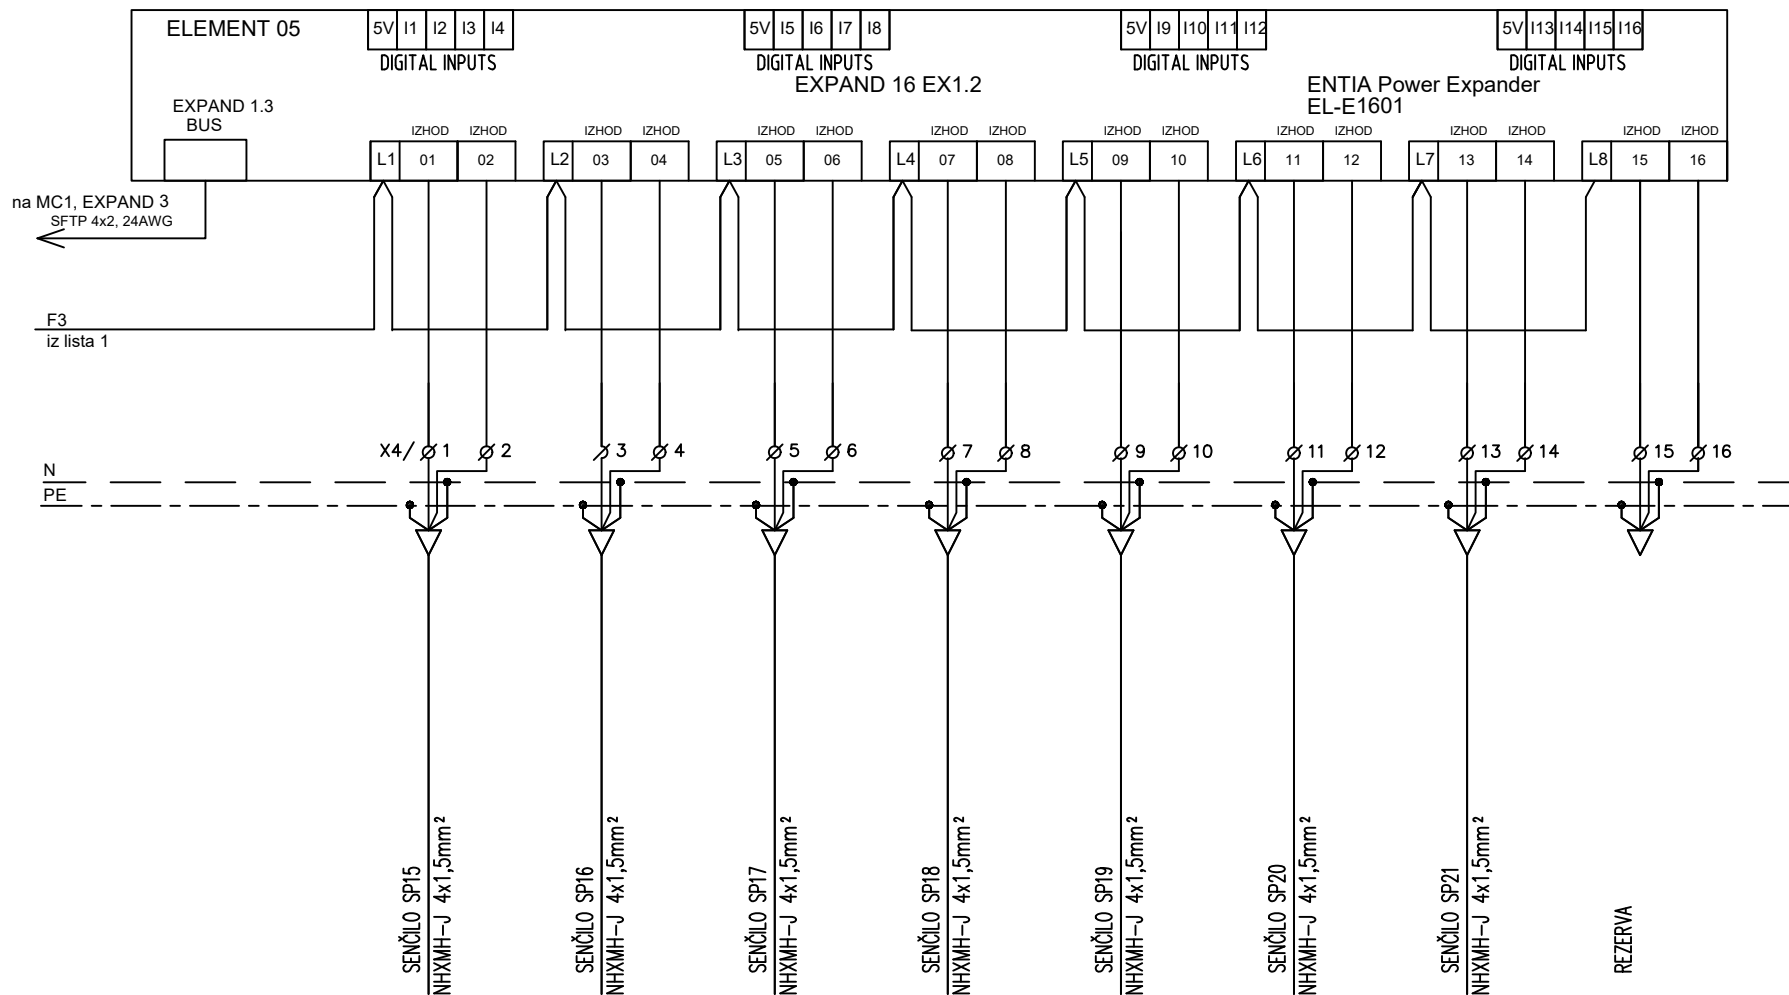 ELEMENT 05
5V I1 I2 I3 I4
DIGITAL INPUTS
5V I5 I6 I7 I8
DIGITAL INPUTS
5V I9 I10 I11 I12
DIGITAL INPUTS
5V I13 I14 I15 I16
DIGITAL INPUTS
EXPAND 16 EX1.2
ENTIA Power Expander
EL-E1601
EXPAND 1.3
BUS
IZHOD IZHOD IZHOD IZHOD IZHOD IZHOD IZHOD IZHOD IZHOD IZHOD IZHOD IZHOD IZHOD IZHOD IZHOD IZHOD
L1 01 02 L2 03 04 L3 05 06 L4 07 08 L5 09 10 L6 11 12 L7 13 14 L8 15 16
na MC1, EXPAND 3
SFTP 4x2, 24AWG
F3
iz lista 1
X4/ 1 2 3 4 5 6 7 8 9 10 11 12 13 14 15 16
N
PE
SENČILO SP15
NHXMH-J 4x1,5mm²
SENČILO SP16
NHXMH-J 4x1,5mm²
SENČILO SP17
NHXMH-J 4x1,5mm²
SENČILO SP18
NHXMH-J 4x1,5mm²
SENČILO SP19
NHXMH-J 4x1,5mm²
SENČILO SP20
NHXMH-J 4x1,5mm²
SENČILO SP21
NHXMH-J 4x1,5mm²
REZERVA